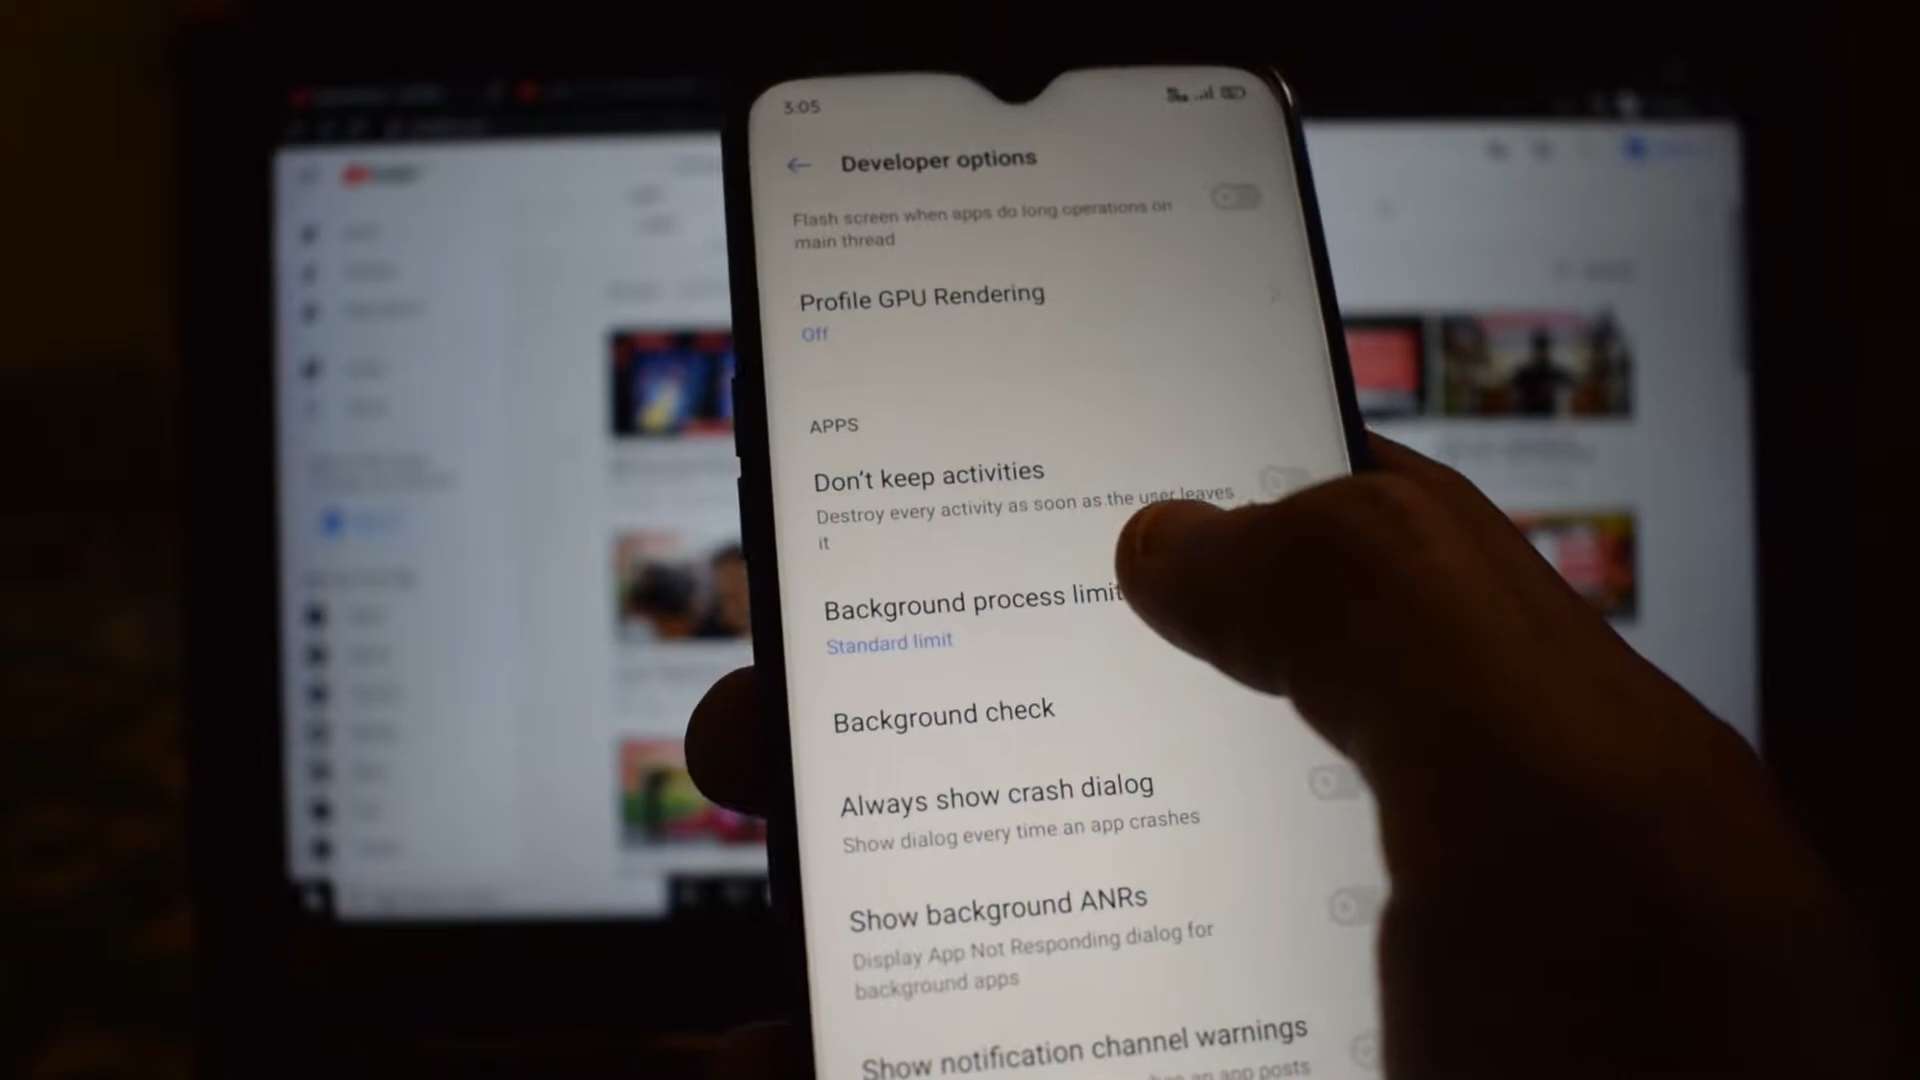 3:05
Developer options
Flash screen when apps do long operations on
main thread
Profile GPU Rendering
Off
APPS
Don't keep activities
Destroy every activity as soon as the user leaves
it
Background process limit
Standard limit
Background check
Always show crash dialog
Show dialog every time an app crashes
Show background ANRs
Display App Not Responding dialog for
background apps
Show notification channel warnings
an app posts